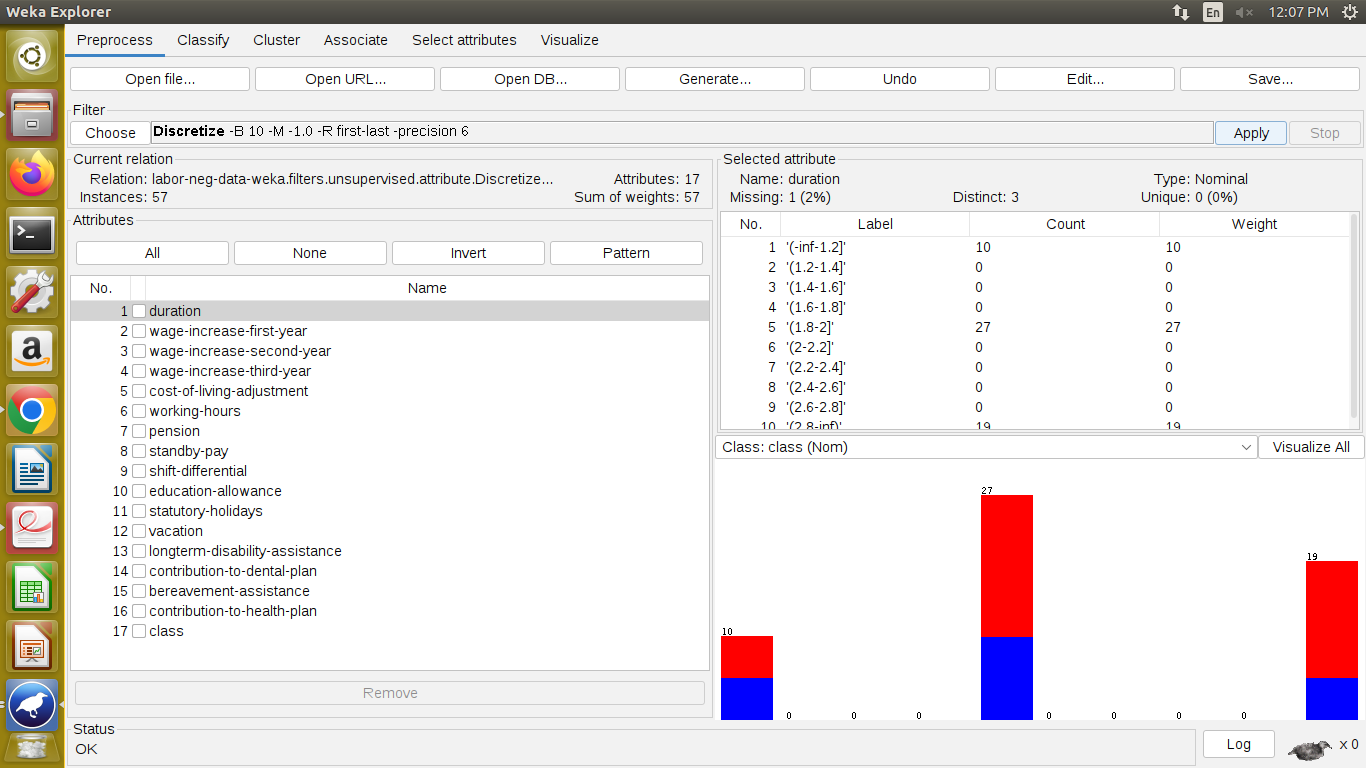 Weka Explorer
En
12:07 PM
Preprocess Classify Cluster Associate Select attributes Visualize
Open file... Open URL... Open DB... Generate... Undo Edit... Save...
Filter
Choose Discretize -B 10 -M -1.0 -R first-last -precision 6 Apply Stop
Current relation
Relation: labor-neg-data-weka.filters.unsupervised.attribute.Discretize... Attributes: 17
Instances: 57 Sum of weights: 57
Attributes
All None Invert Pattern
No. Name
1 duration
2 wage-increase-first-year
3 wage-increase-second-year
4 wage-increase-third-year
5 cost-of-living-adjustment
6 working-hours
7 pension
8 standby-pay
9 shift-differential
10 education-allowance
11 statutory-holidays
12 vacation
13 longterm-disability-assistance
14 contribution-to-dental-plan
15 bereavement-assistance
16 contribution-to-health-plan
17 class
Remove
Selected attribute
Name: duration Type: Nominal
Missing: 1 (2%) Distinct: 3 Unique: 0 (0%)
No. Label Count Weight
1 '(-inf-1.2]' 10 10
2 '(1.2-1.4]' 0 0
3 '(1.4-1.6]' 0 0
4 '(1.6-1.8]' 0 0
5 '(1.8-2]' 27 27
6 '(2-2.2]' 0 0
7 '(2.2-2.4]' 0 0
8 '(2.4-2.6]' 0 0
9 '(2.6-2.8]' 0 0
10 '(2.8-inf)' 19 19
Class: class (Nom) Visualize All
27
19
10
0 0 0 0 0 0 0
Status
OK
Log
x 0